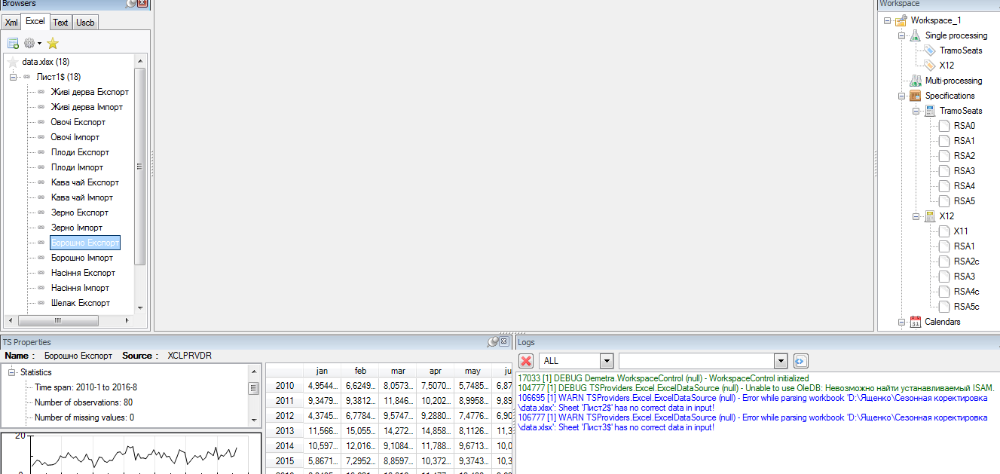 Browsers
Xml Excel Text Uscb
data.xlsx (18)
Лист1$ (18)
Живі дерва Експорт
Живі дерва Імпорт
Овочі Експорт
Овочі Імпорт
Плоди Експорт
Плоди Імпорт
Кава чай Експорт
Кава чай Імпорт
Зерно Експорт
Зерно Імпорт
Борошно Експорт
Борошно Імпорт
Насіння Експорт
Насіння Імпорт
Шелак Експорт
Workspace
Workspace_1
Single processing
TramoSeats
X12
Multi-processing
Specifications
TramoSeats
RSA0
RSA1
RSA2
RSA3
RSA4
RSA5
X12
X11
RSA1
RSA2c
RSA3
RSA4c
RSA5c
31 Calendars
TS Properties
Name : Борошно Експорт Source : XCLPRVDR
Statistics
Time span: 2010-1 to 2016-8
Number of observations: 80
Number of missing values: 0
20
jan feb mar apr may ju
2010 4,9544... 6,6249... 8,0573... 7,5070... 5,7485... 6,87
2011 9,3479... 9,3812... 11,846... 10,202... 8,9958... 9,89
2012 4,3745... 6,7784... 9,5747... 9,2880... 7,4776... 6,90
2013 11,566... 15,055... 14,272... 14,858... 8,1126... 11,3
2014 10,597... 12,016... 9,1084... 11,788... 9,6713... 10,0
2015 5,8671... 7,2952... 8,8597... 10,372... 9,3743... 10,3
Logs
ALL
17033 [1] DEBUG Demetra.WorkspaceControl (null) - WorkspaceControl initialized
104777 [1] DEBUG TSProviders.Excel.ExcelDataSource (null) - Unable to use OleDB: Невозможно найти устанавливаемый ISAM.
106695 [1] WARN TSProviders.Excel.ExcelDataSource (null) - Error while parsing workbook 'D:\Ященко\Сезонная коректировка
\data.xlsx': Sheet 'Лист2$' has no correct data in input!
106777 [1] WARN TSProviders.Excel.ExcelDataSource (null) - Error while parsing workbook 'D:\Ященко\Сезонная коректировка
\data.xlsx': Sheet 'Лист3$' has no correct data in input!